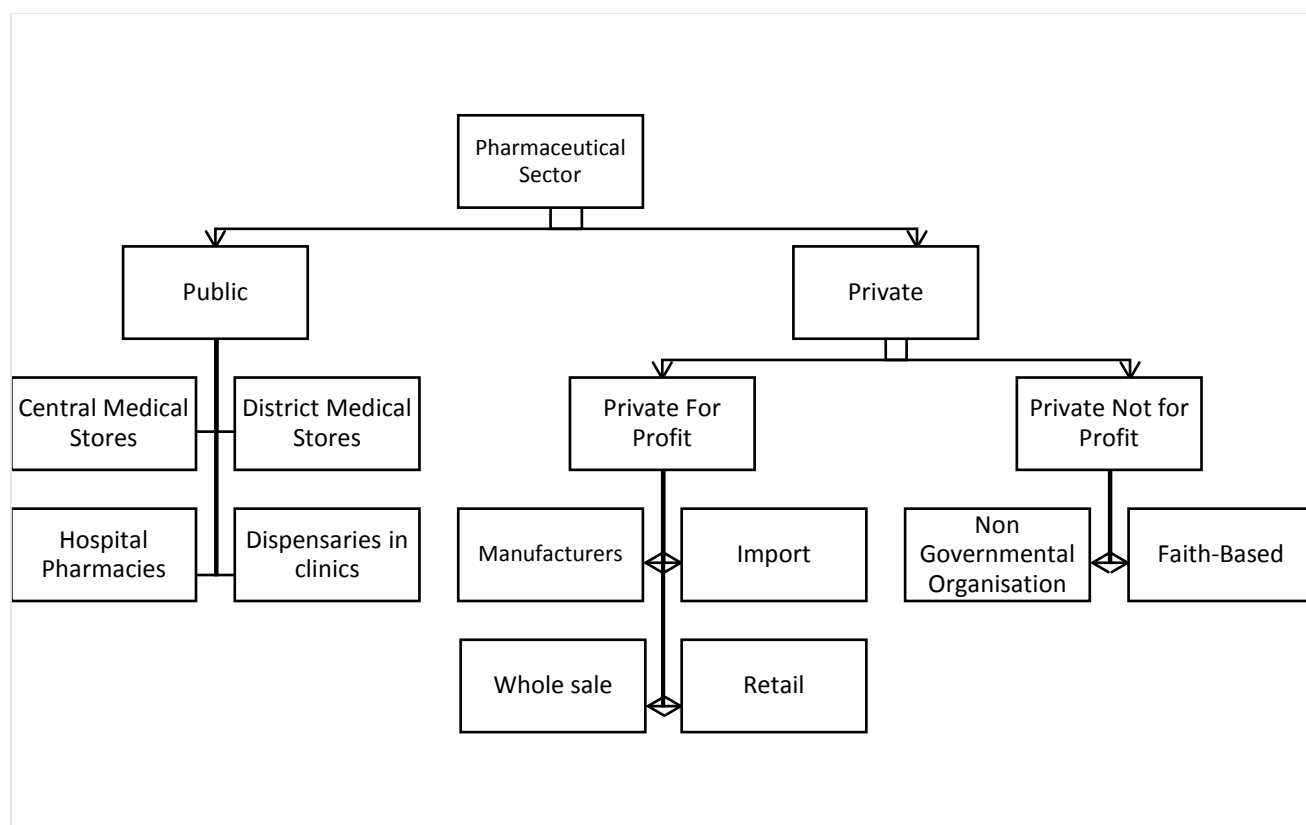 Pharmaceutical
Sector
Public
Private
Central Medical
Stores
District Medical
Stores
Private For
Profit
Private Not for
Profit
Hospital
Pharmacies
Dispensaries in
clinics
Manufacturers
Import
Non
Governmental
Organisation
Faith-Based
Whole sale
Retail